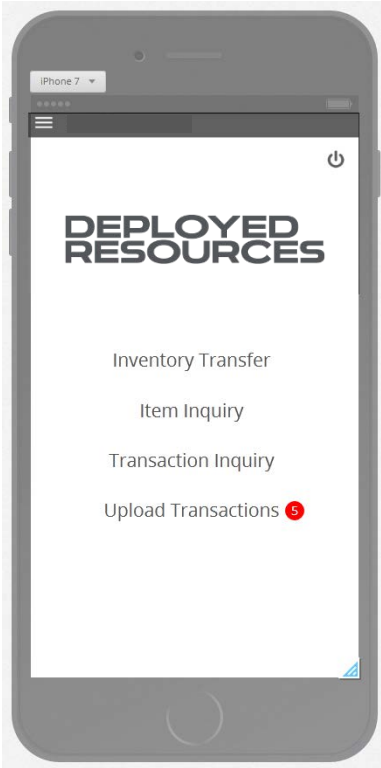 iPhone 7
DEPLOYED
RESOURCES
Inventory Transfer
Item Inquiry
Transaction Inquiry
Upload Transactions 5